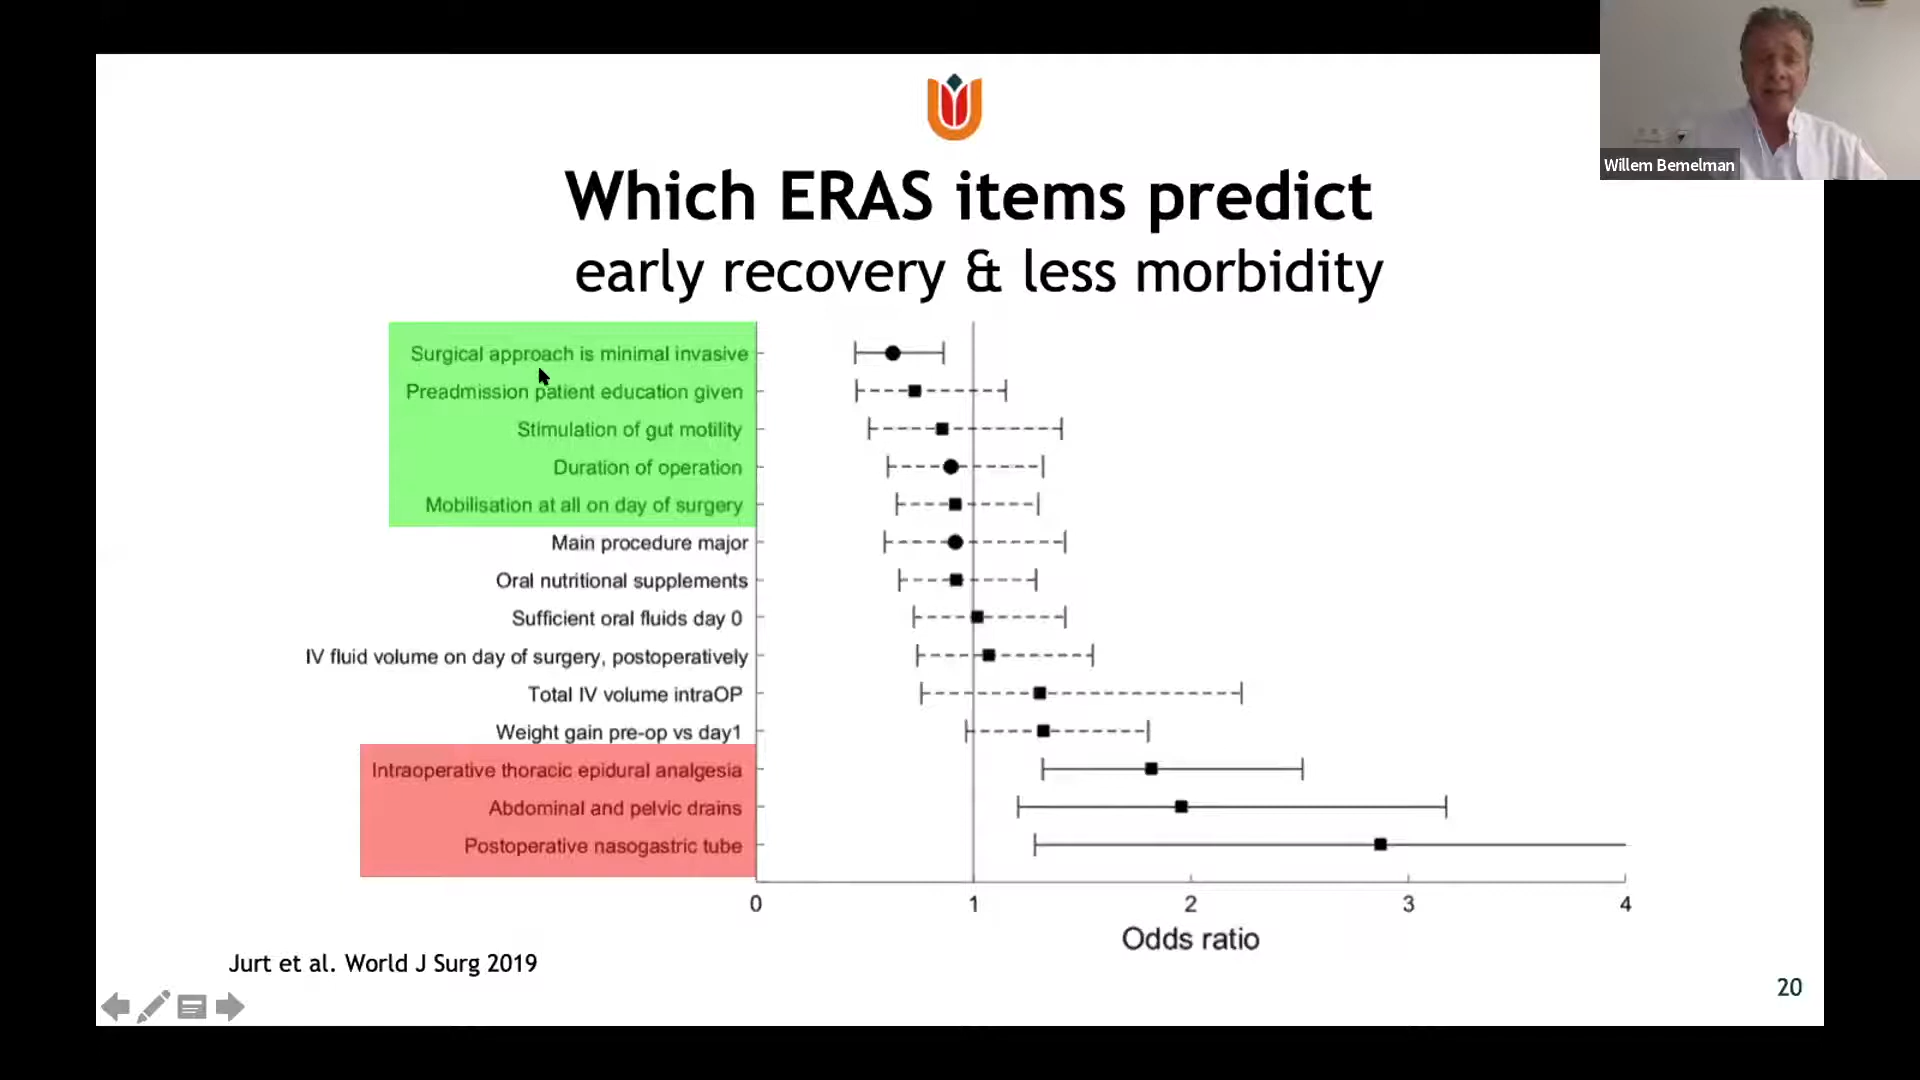 Willem Bemelman
Which ERAS items predict
early recovery & less morbidity
Surgical approach is minimal invasive
Preadmission patient education given
Stimulation of gut motility
Duration of operation
Mobilisation at all on day of surgery
Main procedure major
Oral nutritional supplements
Sufficient oral fluids day 0
IV fluid volume on day of surgery, postoperatively
Total IV volume intraOP
Weight gain pre-op vs day1
Intraoperative thoracic epidural analgesia
Abdominal and pelvic drains
Postoperative nasogastric tube
0 1 2 3 4
Odds ratio
Jurt et al. World J Surg 2019
20